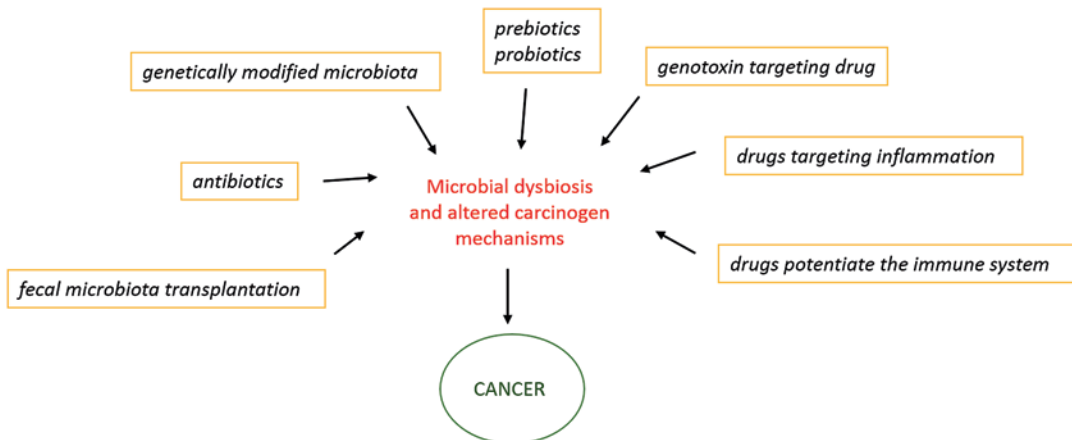 prebiotics
probiotics
genetically modified microbiota
genotoxin targeting drug
drugs targeting inflammation
antibiotics
Microbial dysbiosis
and altered carcinogen
mechanisms
fecal microbiota transplantation
drugs potentiate the immune system
CANCER